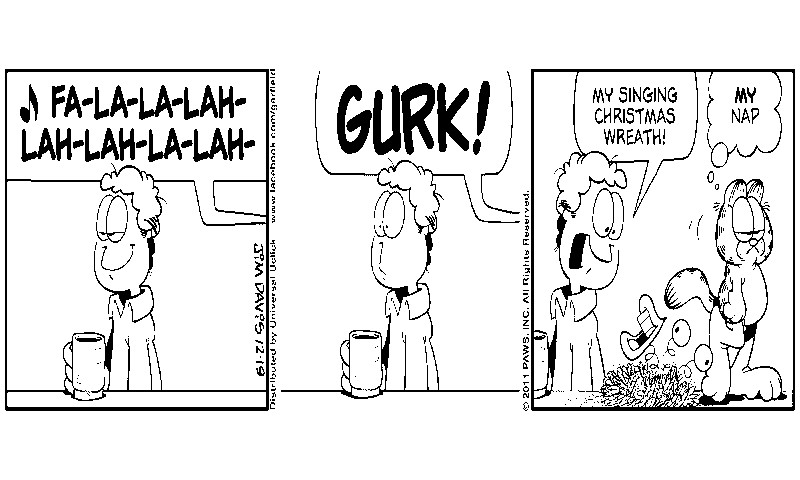 ♪ FA-LA-LA-LAH-
LAH-LAH-LA-LAH-
JIM DAVIS 12-19
Distributed by Universal Uclick www.facebook.com/garfield
GURK!
© 2011 PAWS, INC. All Rights Reserved.
MY SINGING
CHRISTMAS
WREATH!
MY
NAP